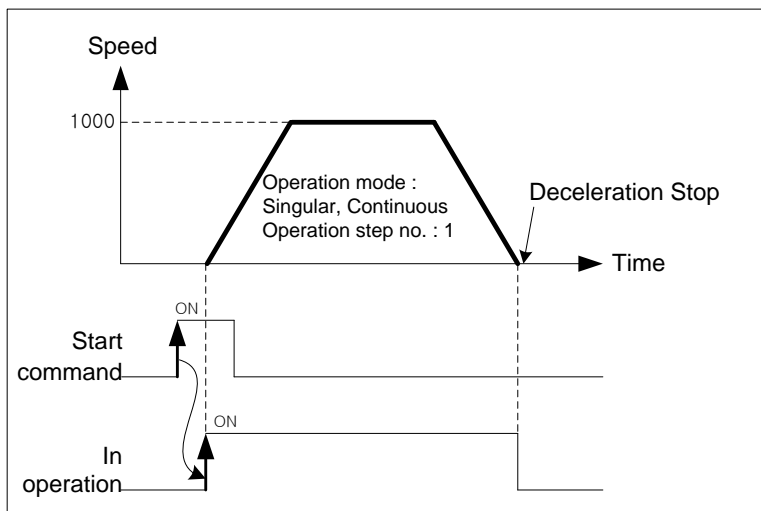 Speed
1000
Operation mode :
Singular, Continuous
Operation step no. : 1
Deceleration Stop
Time
ON
Start
command
ON
In
operation